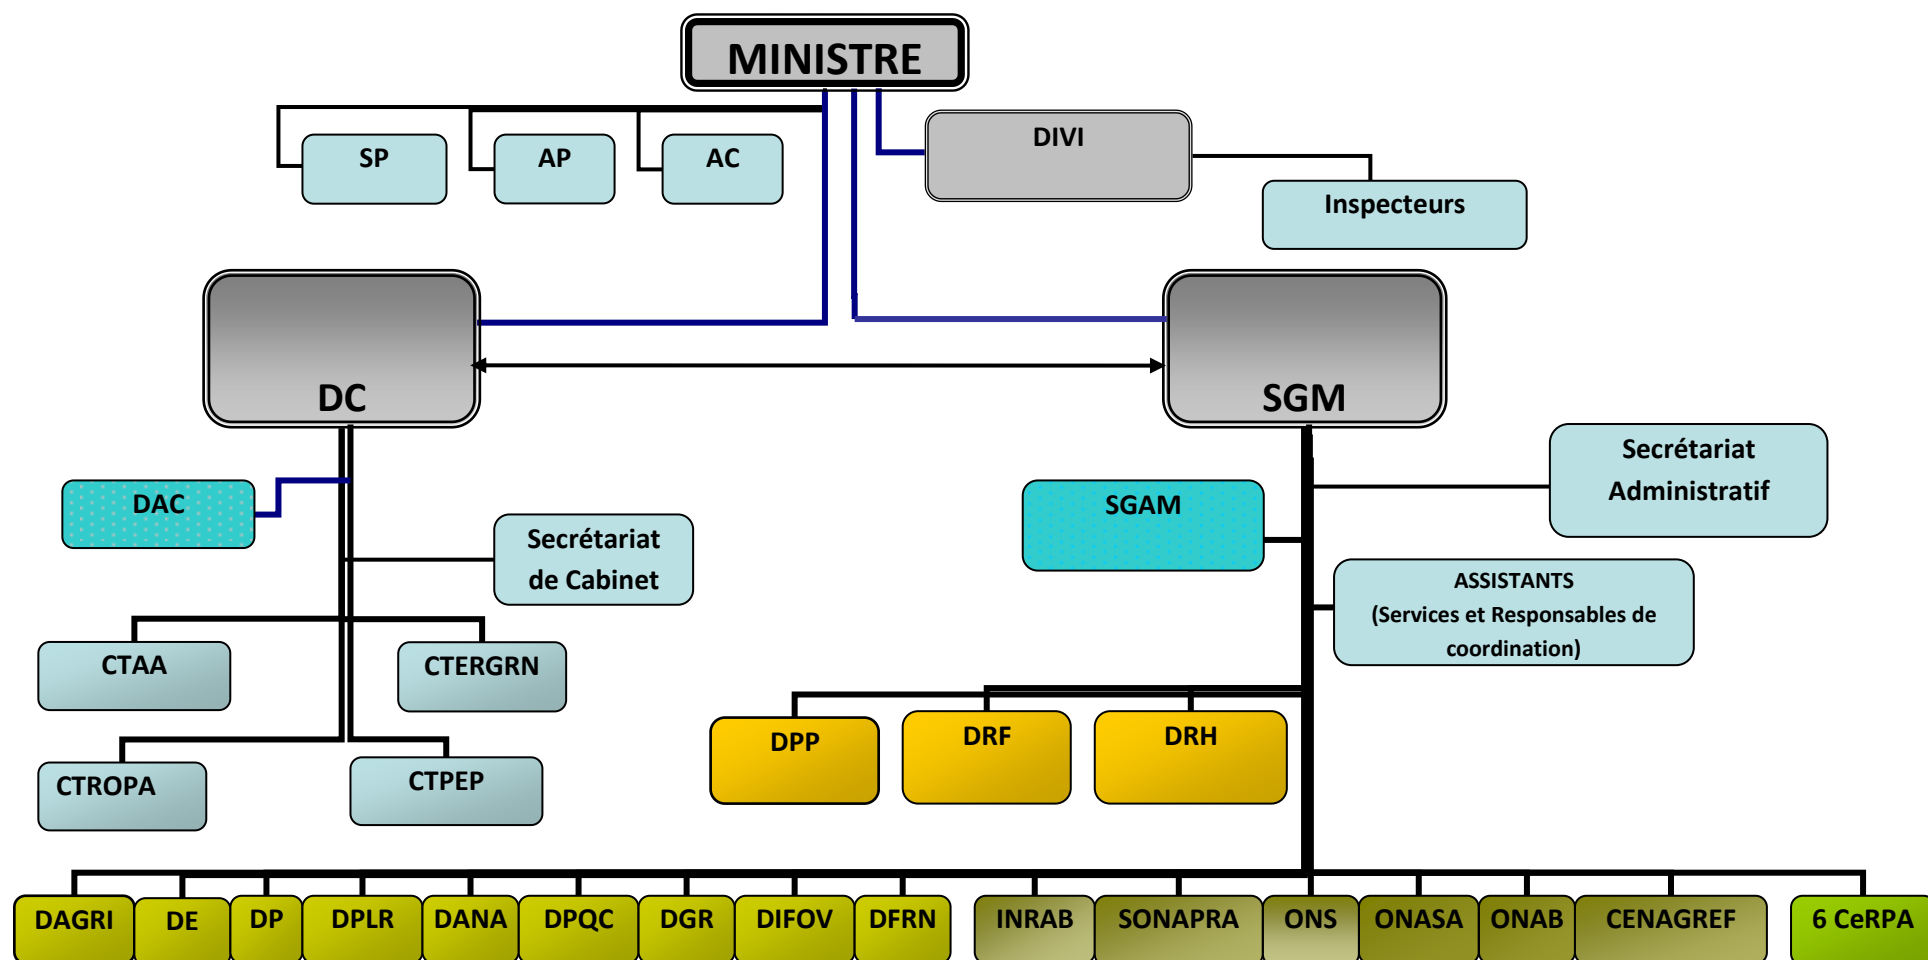 MINISTRE
SP
AP
AC
DIVI
Inspecteurs
DC
SGM
DAC
Secrétariat
de Cabinet
SGAM
Secrétariat
Administratif
ASSISTANTS
(Services et Responsables de
coordination)
CTAA
CTERGRN
CTROPA
CTPEP
DPP
DRF
DRH
DAGRI
DE
DP
DPLR
DANA
DPQC
DGR
DIFOV
DFRN
INRAB
SONAPRA
ONS
ONASA
ONAB
CENAGREF
6 CeRPA